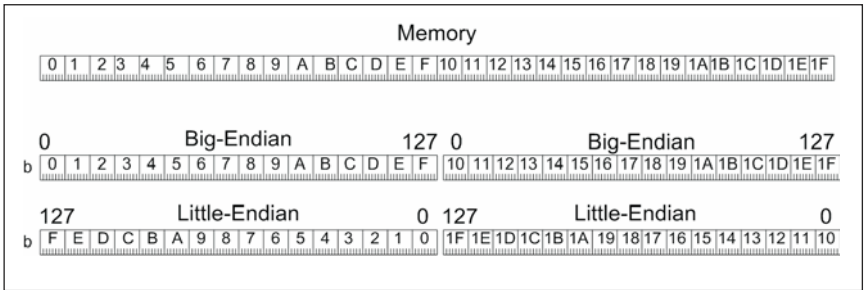 Memory
0 1 2 3 4 5 6 7 8 9 A B C D E F 10 11 12 13 14 15 16 17 18 19 1A 1B 1C 1D 1E 1F
0 Big-Endian 127 0 Big-Endian 127
b 0 1 2 3 4 5 6 7 8 9 A B C D E F 10 11 12 13 14 15 16 17 18 19 1A 1B 1C 1D 1E 1F
127 Little-Endian 0 127 Little-Endian 0
b F E D C B A 9 8 7 6 5 4 3 2 1 0 1F 1E 1D 1C 1B 1A 19 18 17 16 15 14 13 12 11 10